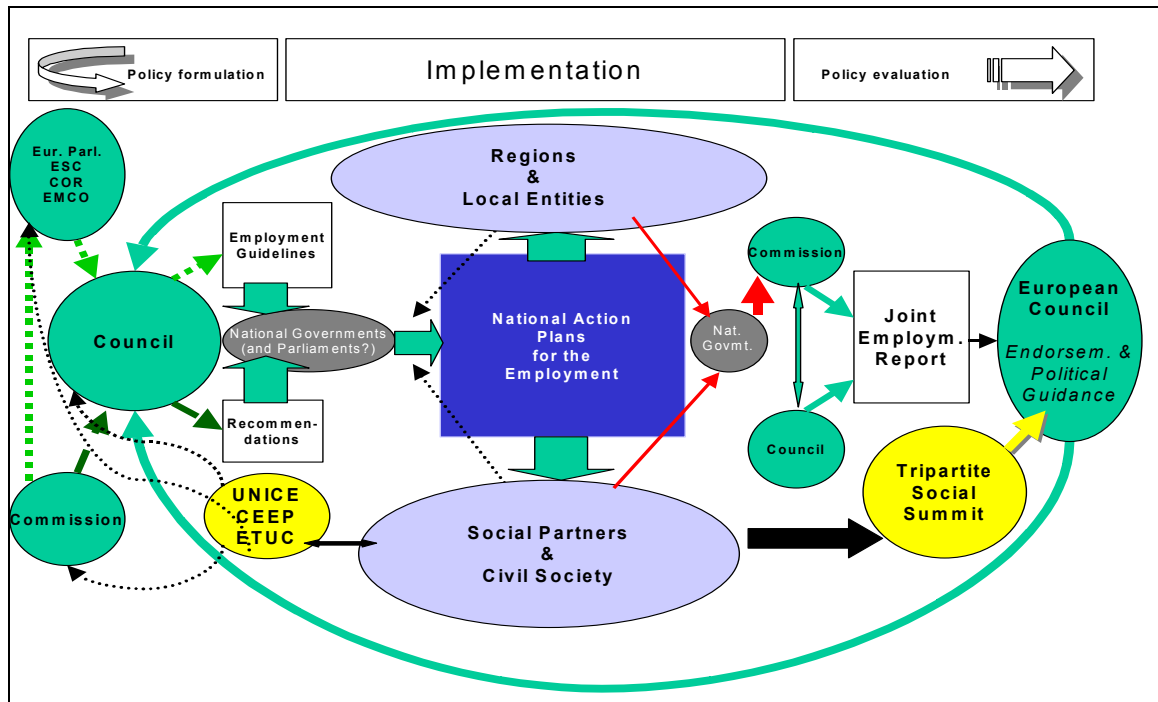 Policy formulation
Implementation
Policy evaluation
Eur. Parl.
ESC
COR
EMCO
Regions
&
Local Entities
Employment
Guidelines
Commission
European
Council
Endorsem. &
Political
Guidance
Council
National Governments
(and Parliaments?)
National Action
Plans
for the
Employment
Nat.
Govmt.
Joint
Employm.
Report
Recommen-
dations
Council
Commission
UNICE
CEEP
ETUC
Social Partners
&
Civil Society
Tripartite
Social
Summit